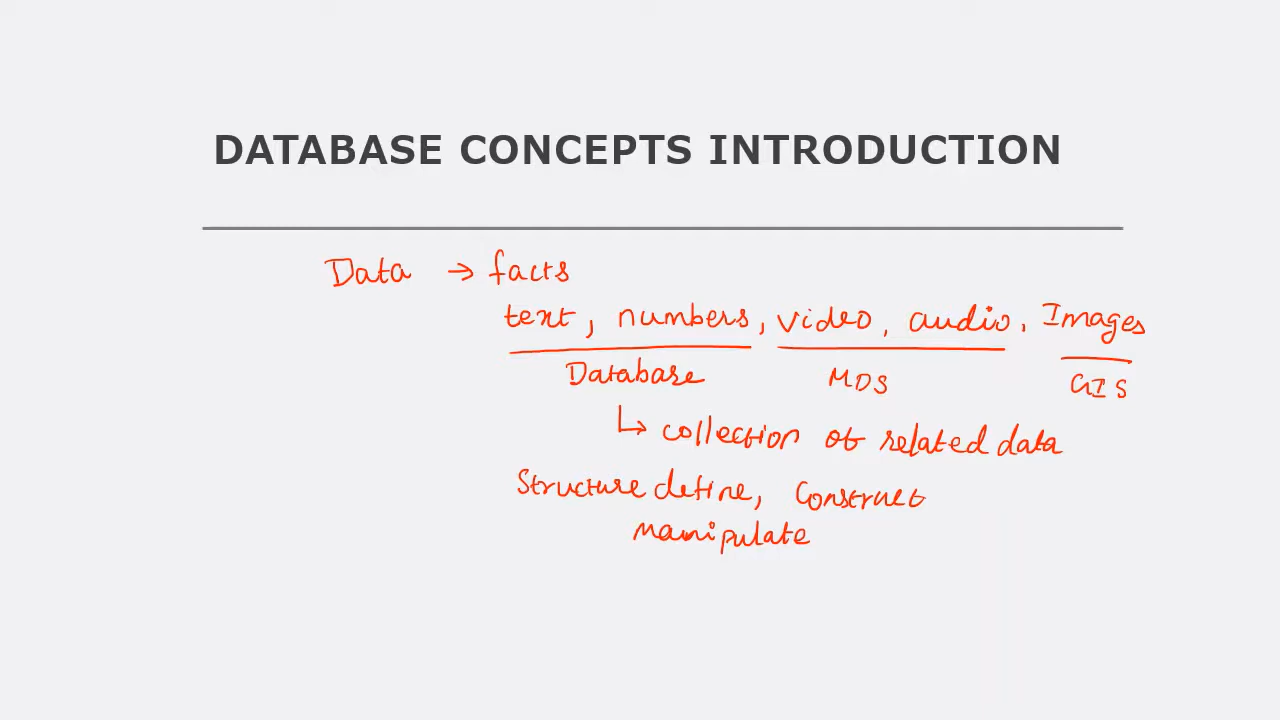 DATABASE CONCEPTS INTRODUCTION
Data → facts
text, numbers, video, audio, Images
Database MDS GIS
↳ collection of related data
Structure define, Construct
manipulate